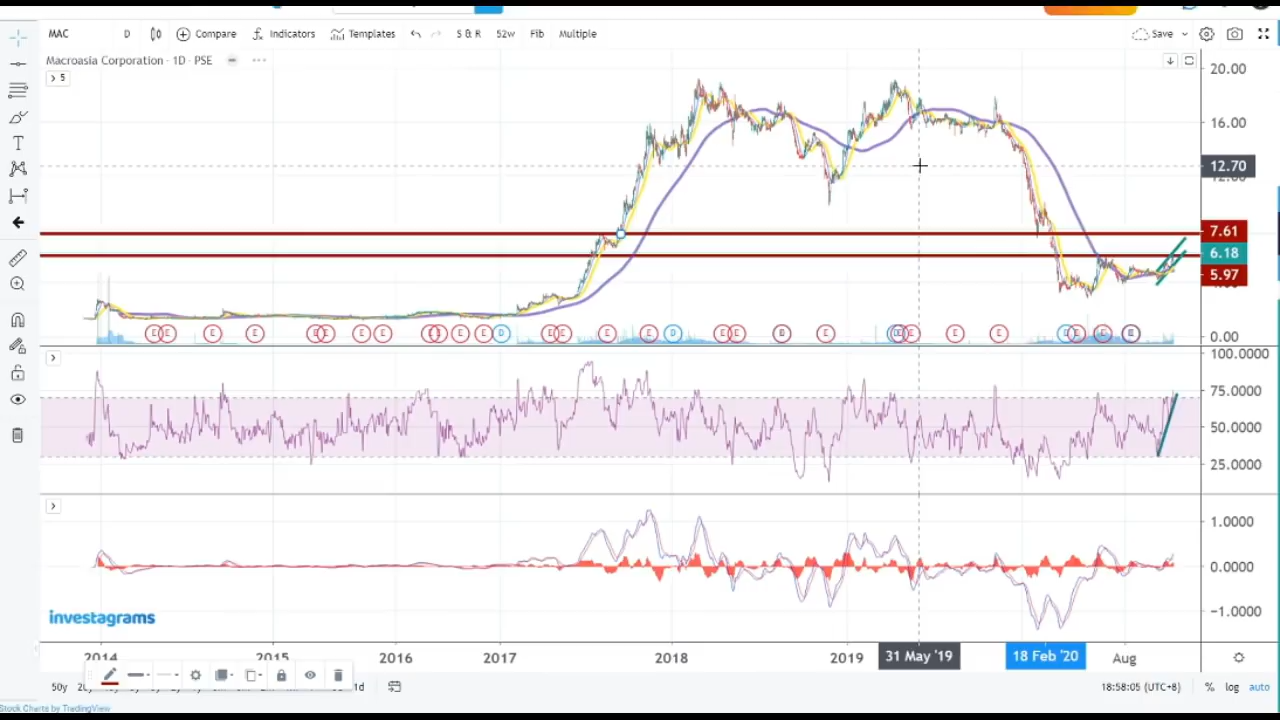 MAC D Compare Indicators Templates S & R 52w Fib Multiple Save
Macroasia Corporation · 1D · PSE
5
20.00
16.00
12.70
7.61
6.18
5.97
0.00
E E E E E E E E E E E D E E E E D E E E E D E E E E D E E E
100.0000
75.0000
50.0000
25.0000
1.0000
0.0000
−1.0000
investagrams
2014 2015 2016 2017 2018 2019 31 May '19 18 Feb '20 Aug
50y 1d 18:58:05 (UTC+8) % log auto
Stock Charts by TradingView